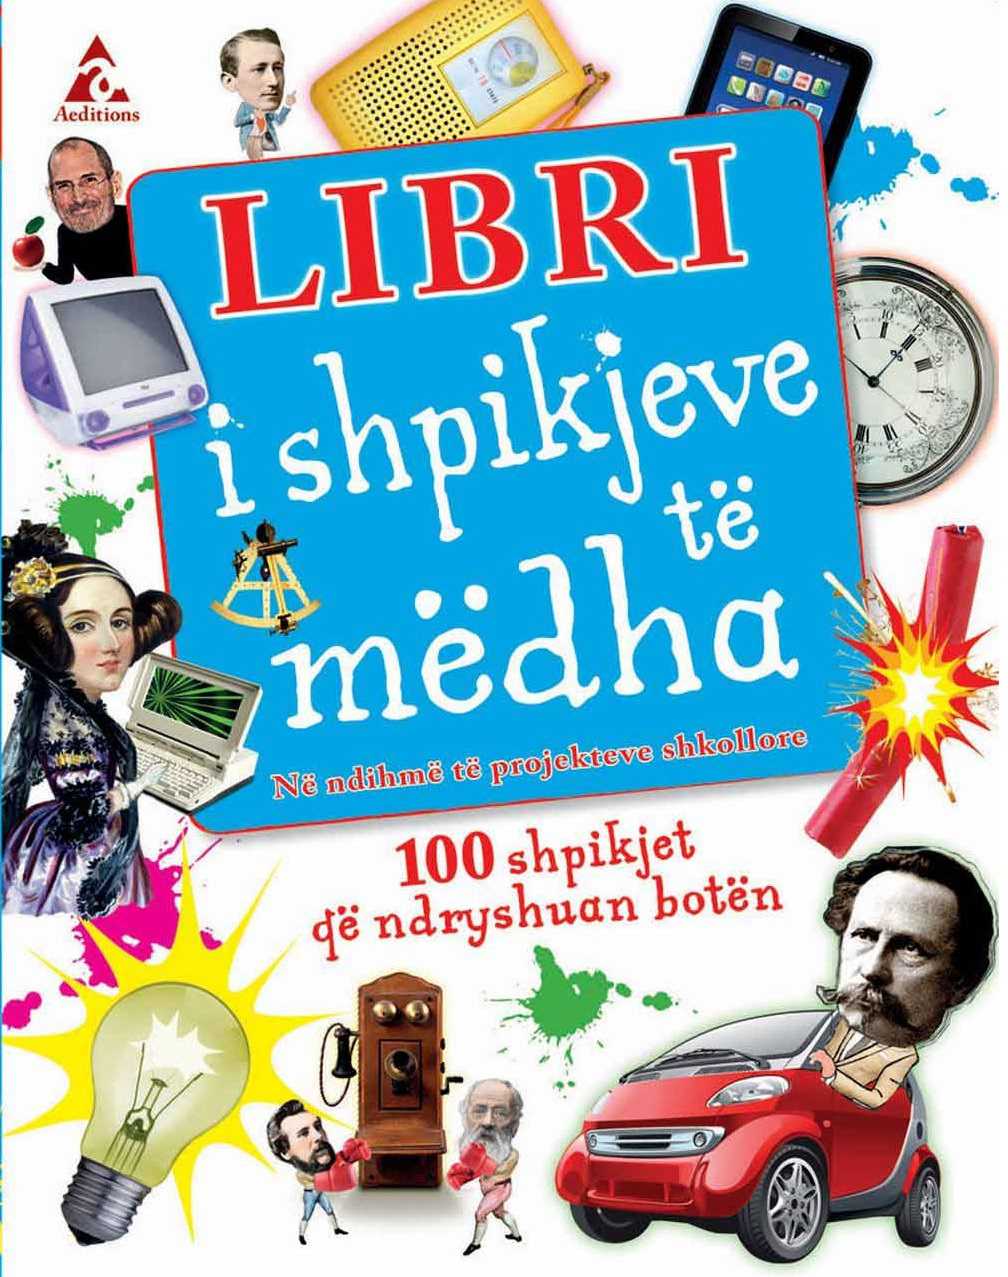 Aeditions
LIBRI
i shpikjeve
të
mëdha
Në ndihmë të projekteve shkollore
100 shpikjet
që ndryshuan botën